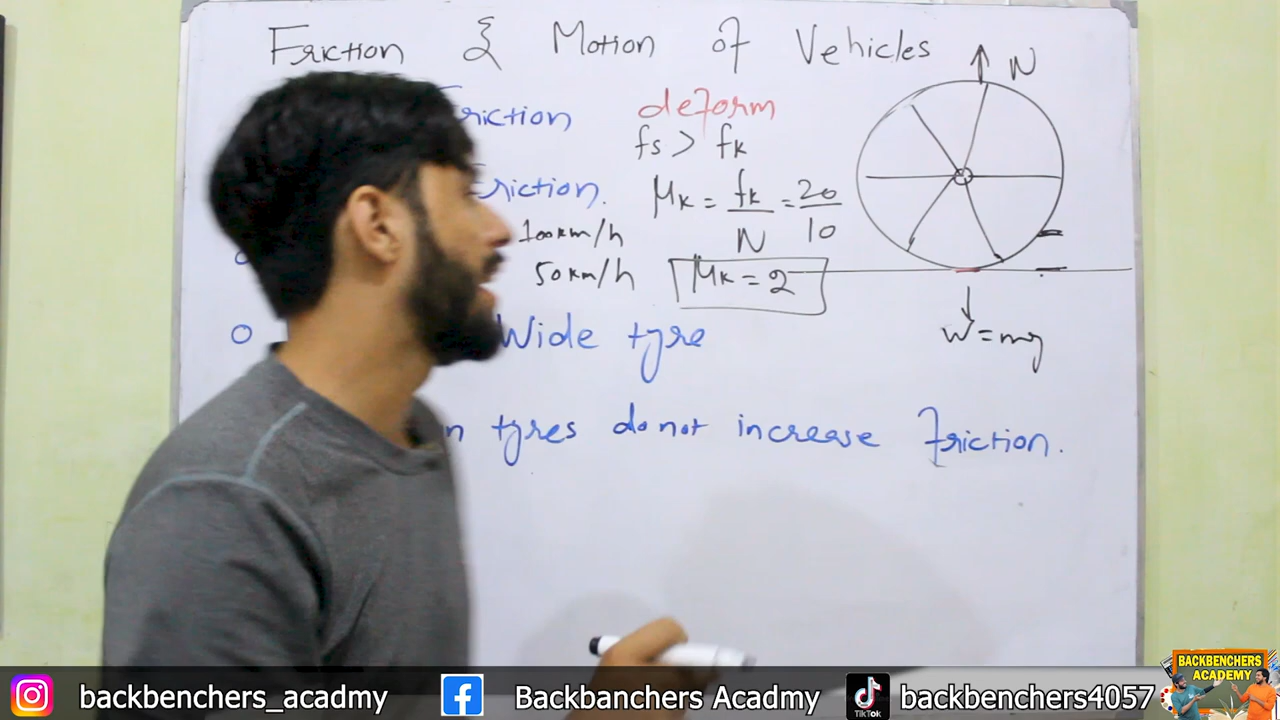 Friction & Motion of Vehicles
N
friction deform
fs > fk
friction.
μk = fk/N = 20/10
100km/h
50km/h
μk = 2
o Wide tyre
w = mg
n tyres do not increase friction.
backbenchers_acadmy
Backbanchers Acadmy
TikTok
backbenchers4057
BACKBENCHERS
ACADEMY